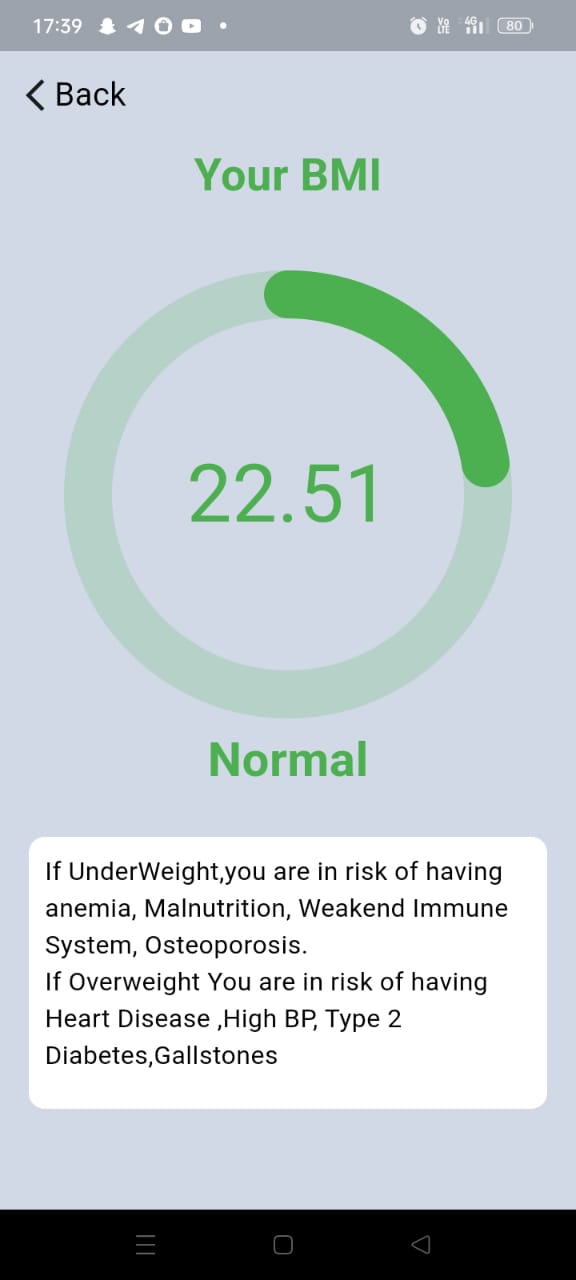 17:39 Vo LTE 4G 80
Back
Your BMI
22.51
Normal
If UnderWeight,you are in risk of having
anemia, Malnutrition, Weakend Immune
System, Osteoporosis.
If Overweight You are in risk of having
Heart Disease ,High BP, Type 2
Diabetes,Gallstones